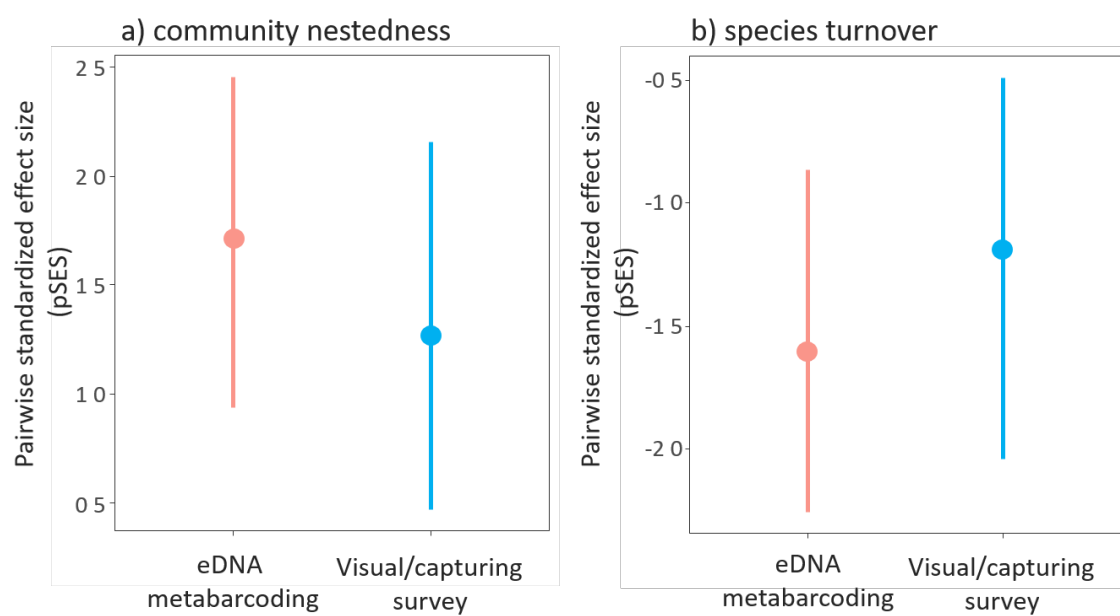 a) community nestedness
Pairwise standardized effect size
(pSES)
2 5
2 0
1 5
1 0
0 5
eDNA
metabarcoding
Visual/capturing
survey
b) species turnover
Pairwise standardized effect size
(pSES)
-0 5
-1 0
-1 5
-2 0
eDNA
metabarcoding
Visual/capturing
survey